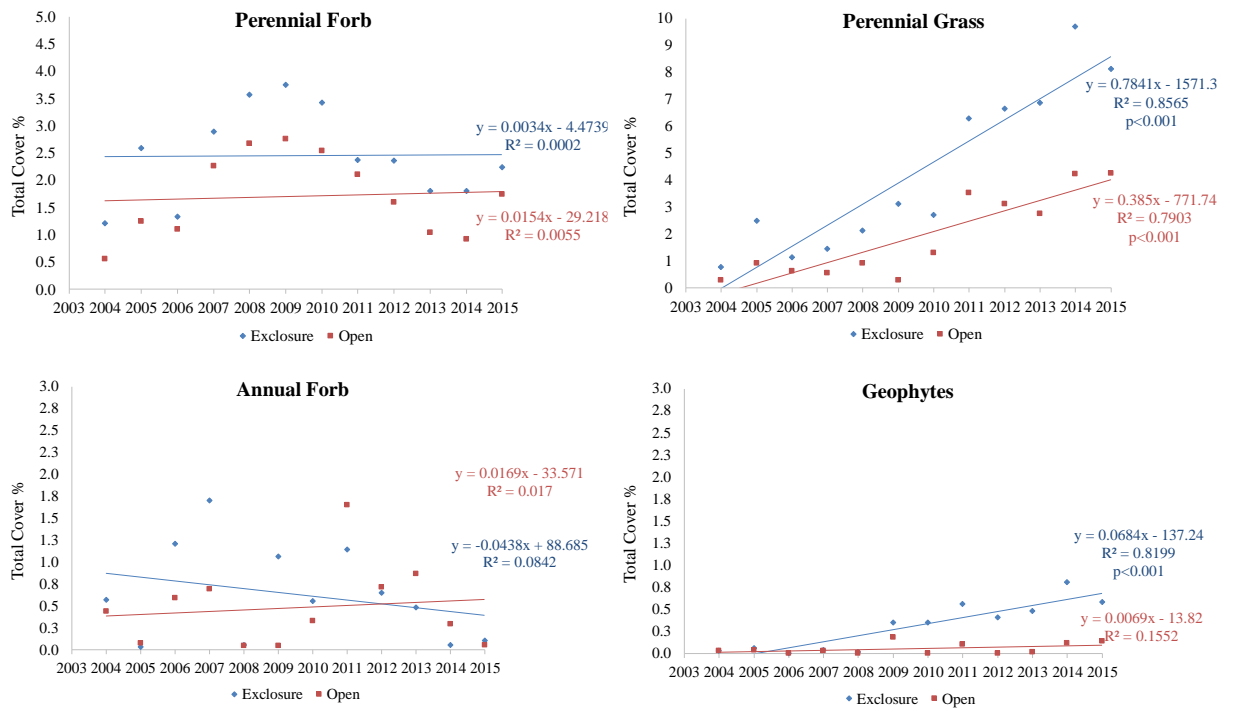 Perennial Forb
5.0
4.5
4.0
3.5
3.0
2.5
2.0
1.5
1.0
0.5
0.0
Total Cover %
y = 0.0034x - 4.4739
R² = 0.0002
y = 0.0154x - 29.218
R² = 0.0055
2003 2004 2005 2006 2007 2008 2009 2010 2011 2012 2013 2014 2015
Exclosure Open
Perennial Grass
10
9
8
7
6
5
4
3
2
1
0
Total Cover %
y = 0.7841x - 1571.3
R² = 0.8565
p<0.001
y = 0.385x - 771.74
R² = 0.7903
p<0.001
2003 2004 2005 2006 2007 2008 2009 2010 2011 2012 2013 2014 2015
Exclosure Open
Annual Forb
3.0
2.8
2.5
2.3
2.0
1.8
1.5
1.3
1.0
0.8
0.5
0.3
0.0
Total Cover %
y = 0.0169x - 33.571
R² = 0.017
y = -0.0438x + 88.685
R² = 0.0842
2003 2004 2005 2006 2007 2008 2009 2010 2011 2012 2013 2014 2015
Exclosure Open
Geophytes
3.0
2.8
2.5
2.3
2.0
1.8
1.5
1.3
1.0
0.8
0.5
0.3
0.0
Total Cover %
y = 0.0684x - 137.24
R² = 0.8199
p<0.001
y = 0.0069x - 13.82
R² = 0.1552
2003 2004 2005 2006 2007 2008 2009 2010 2011 2012 2013 2014 2015
Exclosure Open